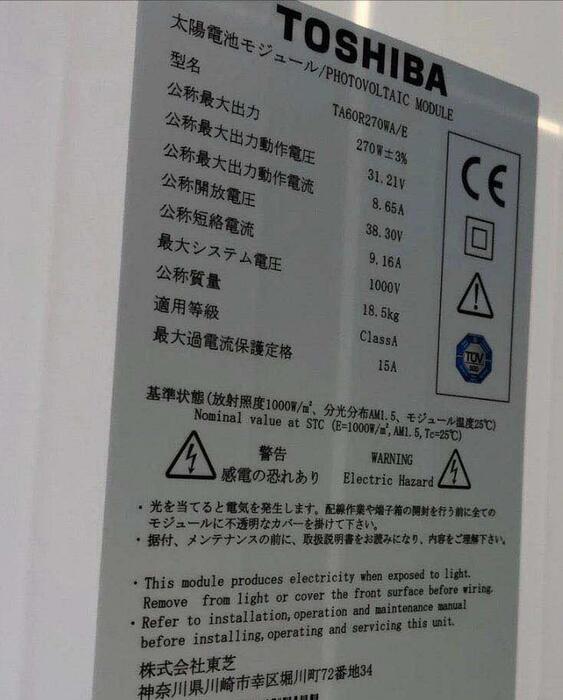 TOSHIBA
太陽電池モジュール/PHOTOVOLTAIC MODULE
型名 TA60R270WA/E
公称最大出力 270W±3%
公称最大出力動作電圧 31.21V
公称最大出力動作電流 8.65A
公称開放電圧 38.30V
公称短絡電流 9.16A
最大システム電圧 1000V
公称質量 18.5kg
適用等級 ClassA
最大過電流保護定格 15A
CE
TÜV
基準状態(放射照度1000W/㎡、分光分布AM1.5、モジュール温度25℃)
Nominal value at STC (E=1000W/㎡,AM1.5,Tc=25℃)
警告 WARNING
感電の恐れあり Electric Hazard
・光を当てると電気を発生します。配線作業や端子箱の開封を行う前に全ての
モジュールに不透明なカバーを掛けて下さい。
・据付、メンテナンスの前に、取扱説明書をお読みになり、内容をご理解下さい。
・This module produces electricity when exposed to light.
Remove from light or cover the front surface before wiring.
・Refer to installation,operation and maintenance manual
before installing,operating and servicing this unit.
株式会社東芝
神奈川県川崎市幸区堀川町72番地34